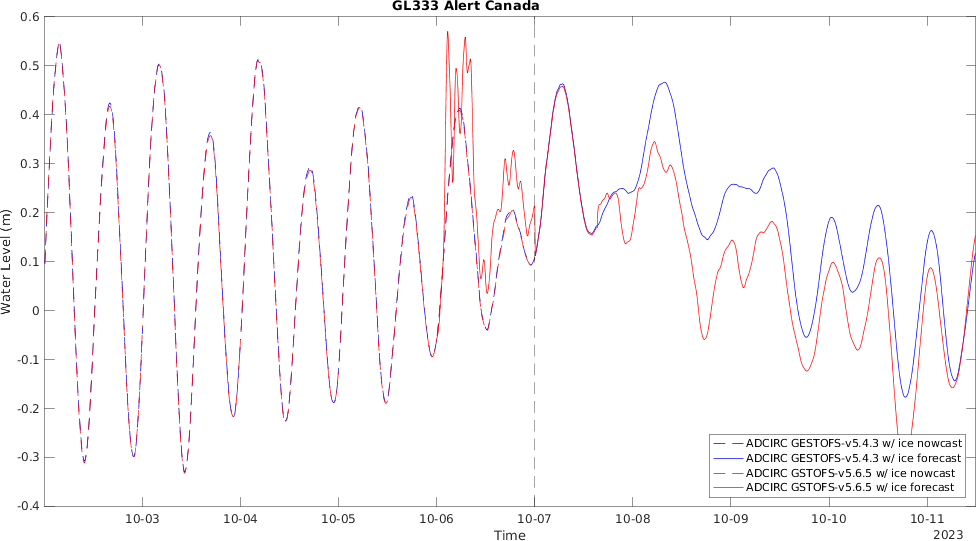 GL333 Alert Canada
0.6
0.5
0.4
0.3
0.2
0.1
0
-0.1
-0.2
-0.3
-0.4
Water Level (m)
ADCIRC GESTOFS-v5.4.3 w/ ice nowcast
ADCIRC GESTOFS-v5.4.3 w/ ice forecast
ADCIRC GSTOFS-v5.6.5 w/ ice nowcast
ADCIRC GSTOFS-v5.6.5 w/ ice forecast
10-03 10-04 10-05 10-06 10-07 10-08 10-09 10-10 10-11
Time
2023